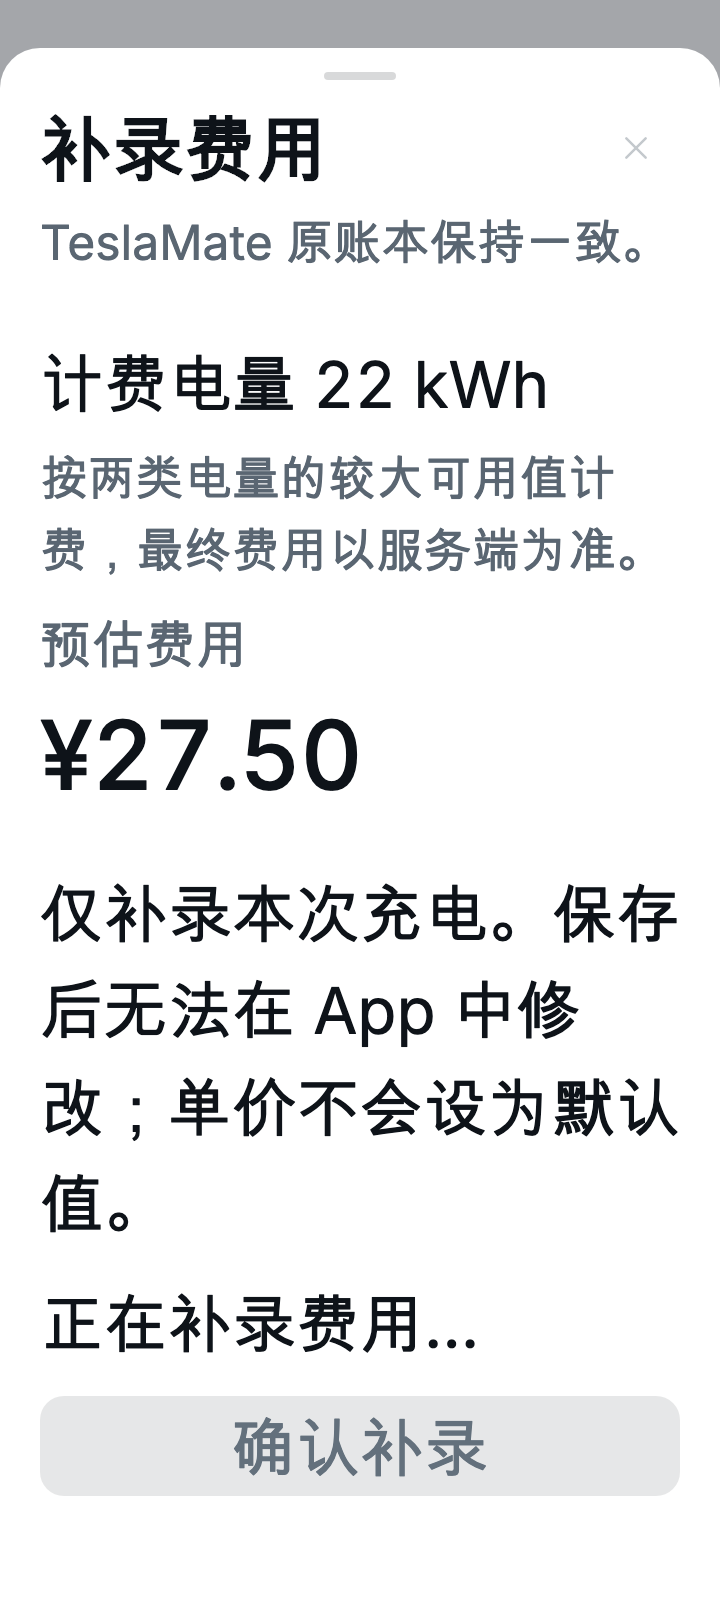 补录费用
TeslaMate 原账本保持一致。
计费电量 22 kWh
按两类电量的较大可用值计
费，最终费用以服务端为准。
预估费用
¥27.50
仅补录本次充电。保存
后无法在 App 中修
改；单价不会设为默认
值。
正在补录费用...
确认补录